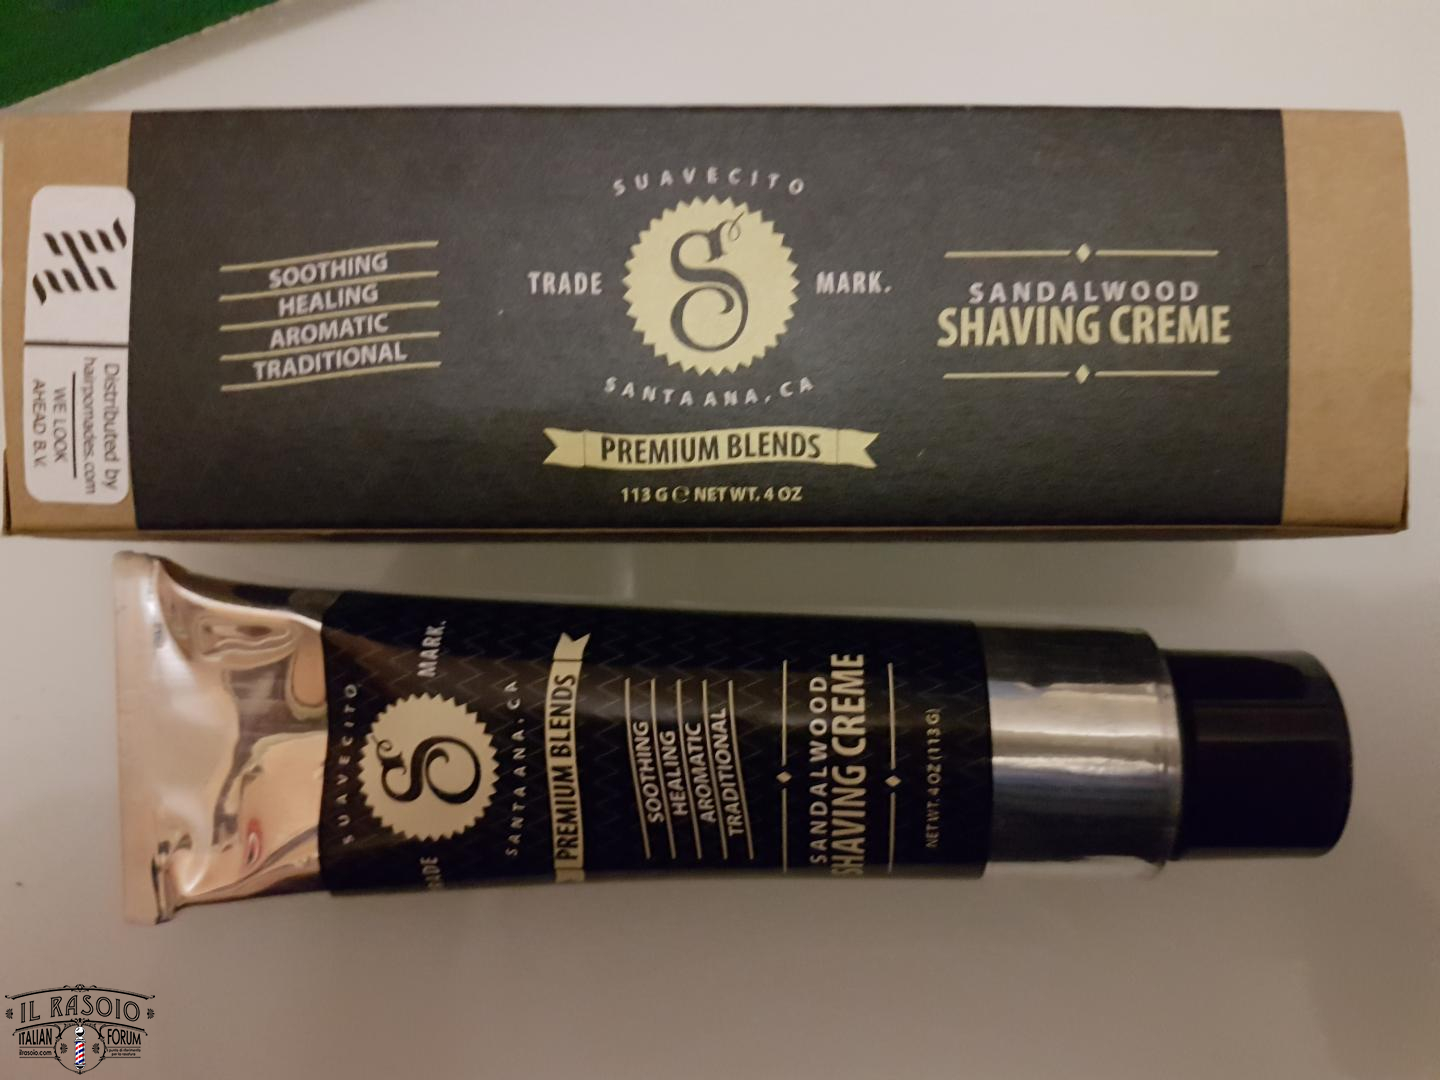 SUAVECITO
TRADE MARK.
S
SANTA ANA, CA
PREMIUM BLENDS
113 G ℮ NET WT. 4 OZ
SOOTHING
HEALING
AROMATIC
TRADITIONAL
SANDALWOOD
SHAVING CREME
Distributed by
hairpomades.com
WE LOOK
AHEAD B.V.
SUAVECITO
MARK.
S
SANTA ANA, CA
PREMIUM BLENDS
SOOTHING
HEALING
AROMATIC
TRADITIONAL
SANDALWOOD
SHAVING CREME
NET WT. 4 OZ (113 G)
IL RASOIO
ITALIAN FORUM
ilrasoio.com